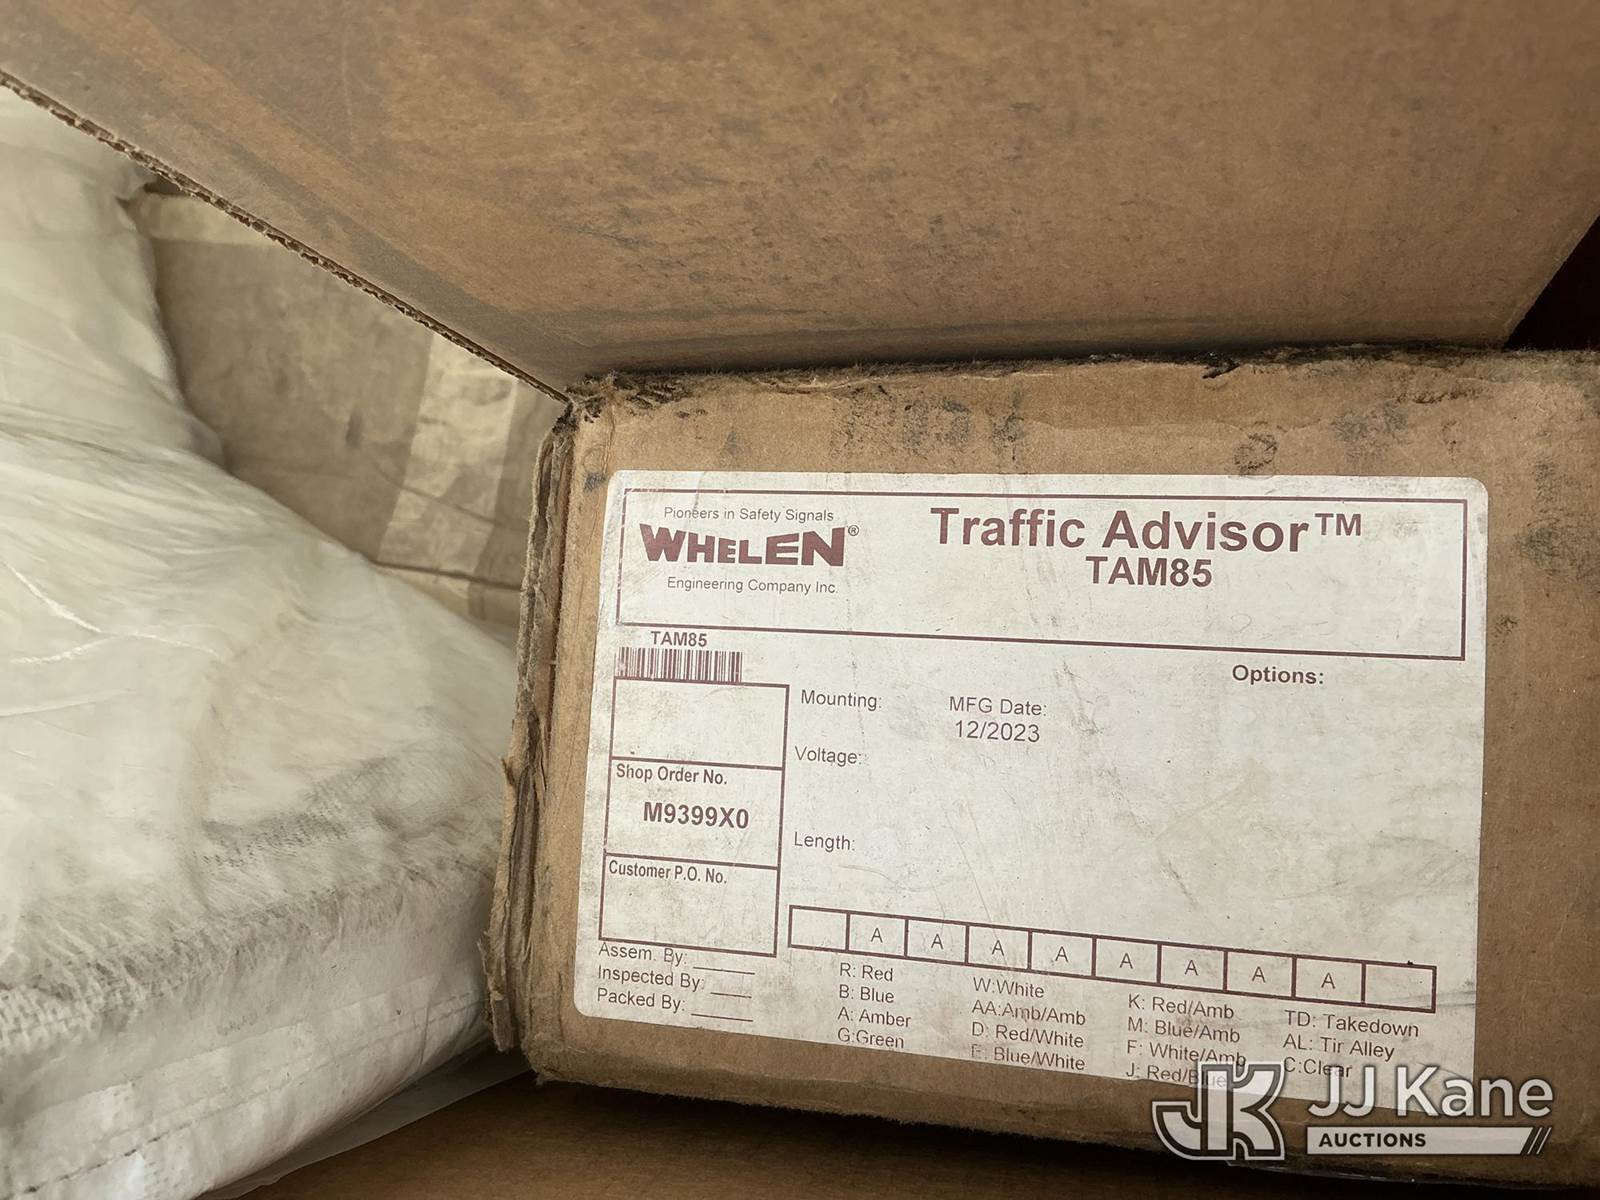 Pioneers in Safety Signals
WHELEN®
Engineering Company Inc.
Traffic Advisor™
TAM85
TAM85
Options:
Mounting:
MFG Date:
12/2023
Voltage:
Shop Order No.
M9399X0
Length:
Customer P.O. No.
A A A A A A A A
Assem. By:
Inspected By:
Packed By:
R: Red
B: Blue
A: Amber
G:Green
W:White
AA:Amb/Amb
D: Red/White
E: Blue/White
K: Red/Amb
M: Blue/Amb
F: White/Amb
J: Red/Blue
TD: Takedown
AL: Tir Alley
C:Clear
JK JJ Kane
AUCTIONS